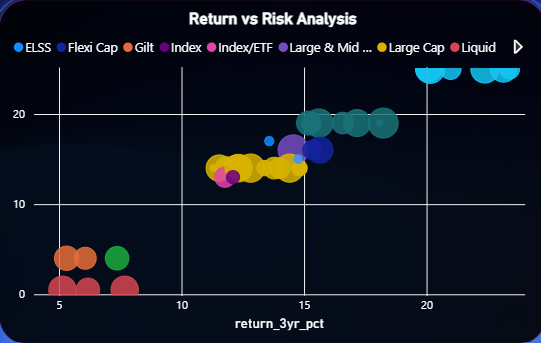 Return vs Risk Analysis
ELSS Flexi Cap Gilt Index Index/ETF Large & Mid ... Large Cap Liquid
20
10
0
5 10 15 20
return_3yr_pct